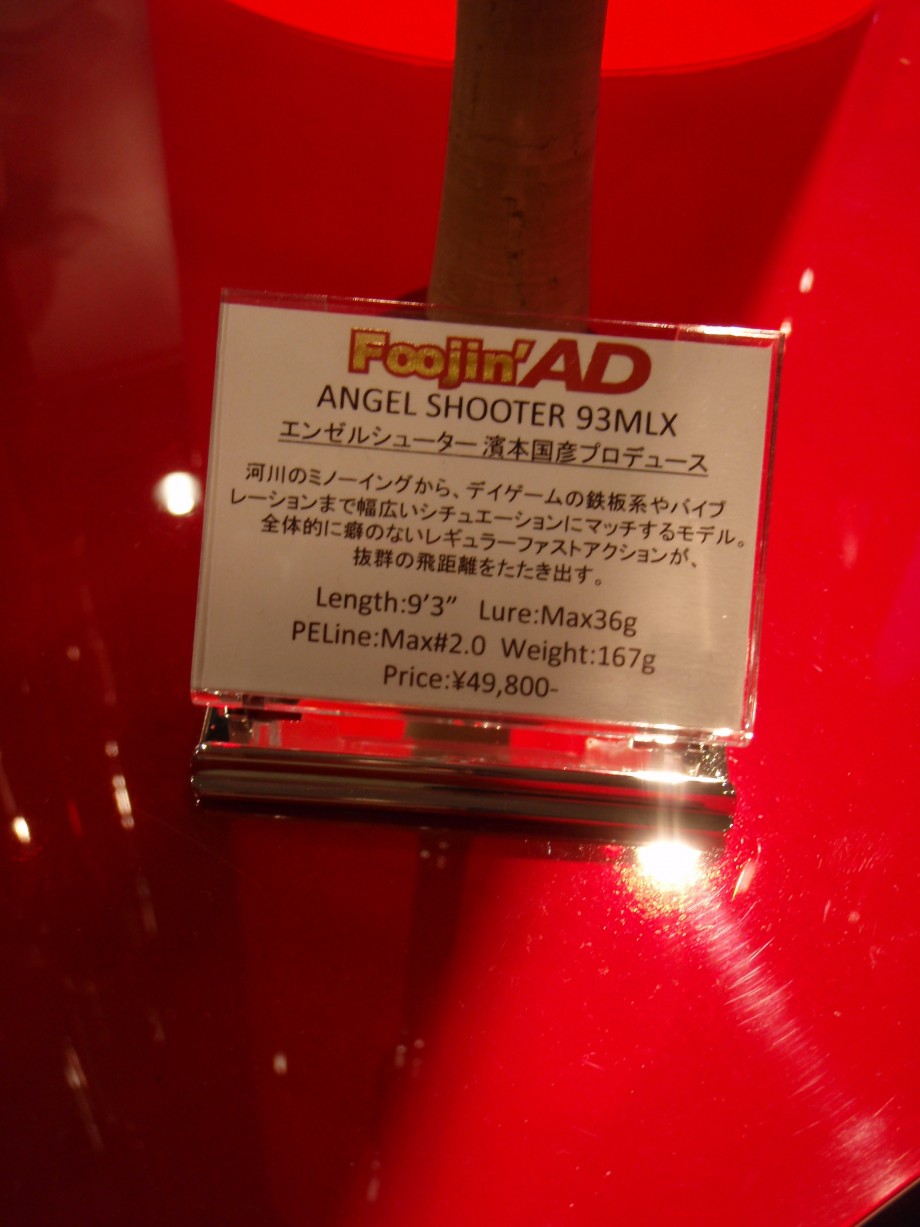 Foojin'AD
ANGEL SHOOTER 93MLX
エンゼルシューター 濱本国彦プロデュース
河川のミノーイングから、デイゲームの鉄板系やバイブ
レーションまで幅広いシチュエーションにマッチするモデル。
全体的に癖のないレギュラーファストアクションが、
抜群の飛距離をたたき出す。
Length:9'3” Lure:Max36g
PELine:Max#2.0 Weight:167g
Price:¥49,800-